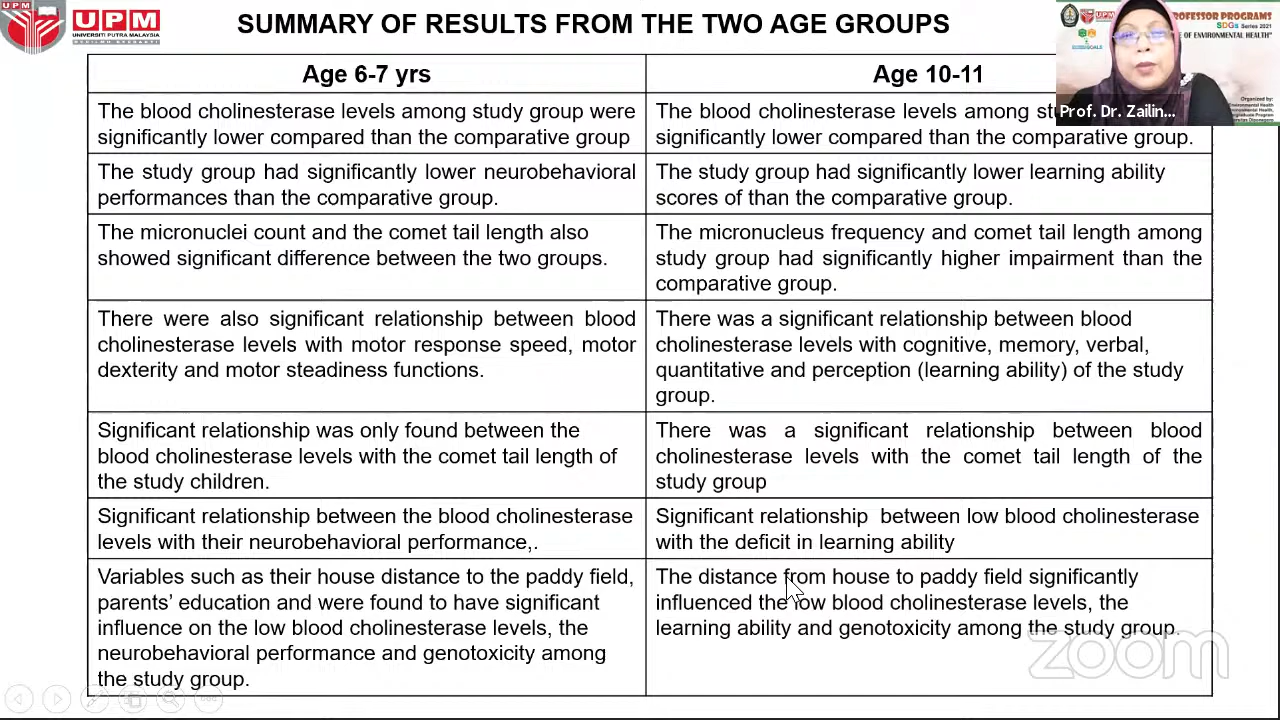 UPM
UPM
UNIVERSITI PUTRA MALAYSIA
SUMMARY OF RESULTS FROM THE TWO AGE GROUPS
UPM
PROFESSOR PROGRAMS
SDGs Series 2021
OF ENVIRONMENTAL HEALTH"
Organized by:
Prof. Dr. Zailin...
Age 6-7 yrs
Age 10-11
The blood cholinesterase levels among study group were
significantly lower compared than the comparative group
The blood cholinesterase levels among
significantly lower compared than the comparative group.
The study group had significantly lower neurobehavioral
performances than the comparative group.
The study group had significantly lower learning ability
scores of than the comparative group.
The micronuclei count and the comet tail length also
showed significant difference between the two groups.
The micronucleus frequency and comet tail length among
study group had significantly higher impairment than the
comparative group.
There were also significant relationship between blood
cholinesterase levels with motor response speed, motor
dexterity and motor steadiness functions.
There was a significant relationship between blood
cholinesterase levels with cognitive, memory, verbal,
quantitative and perception (learning ability) of the study
group.
Significant relationship was only found between the
blood cholinesterase levels with the comet tail length of
the study children.
There was a significant relationship between blood
cholinesterase levels with the comet tail length of the
study group
Significant relationship between the blood cholinesterase
levels with their neurobehavioral performance,.
Significant relationship between low blood cholinesterase
with the deficit in learning ability
Variables such as their house distance to the paddy field,
parents' education and were found to have significant
influence on the low blood cholinesterase levels, the
neurobehavioral performance and genotoxicity among
the study group.
The distance from house to paddy field significantly
influenced the low blood cholinesterase levels, the
learning ability and genotoxicity among the study group.
zoom